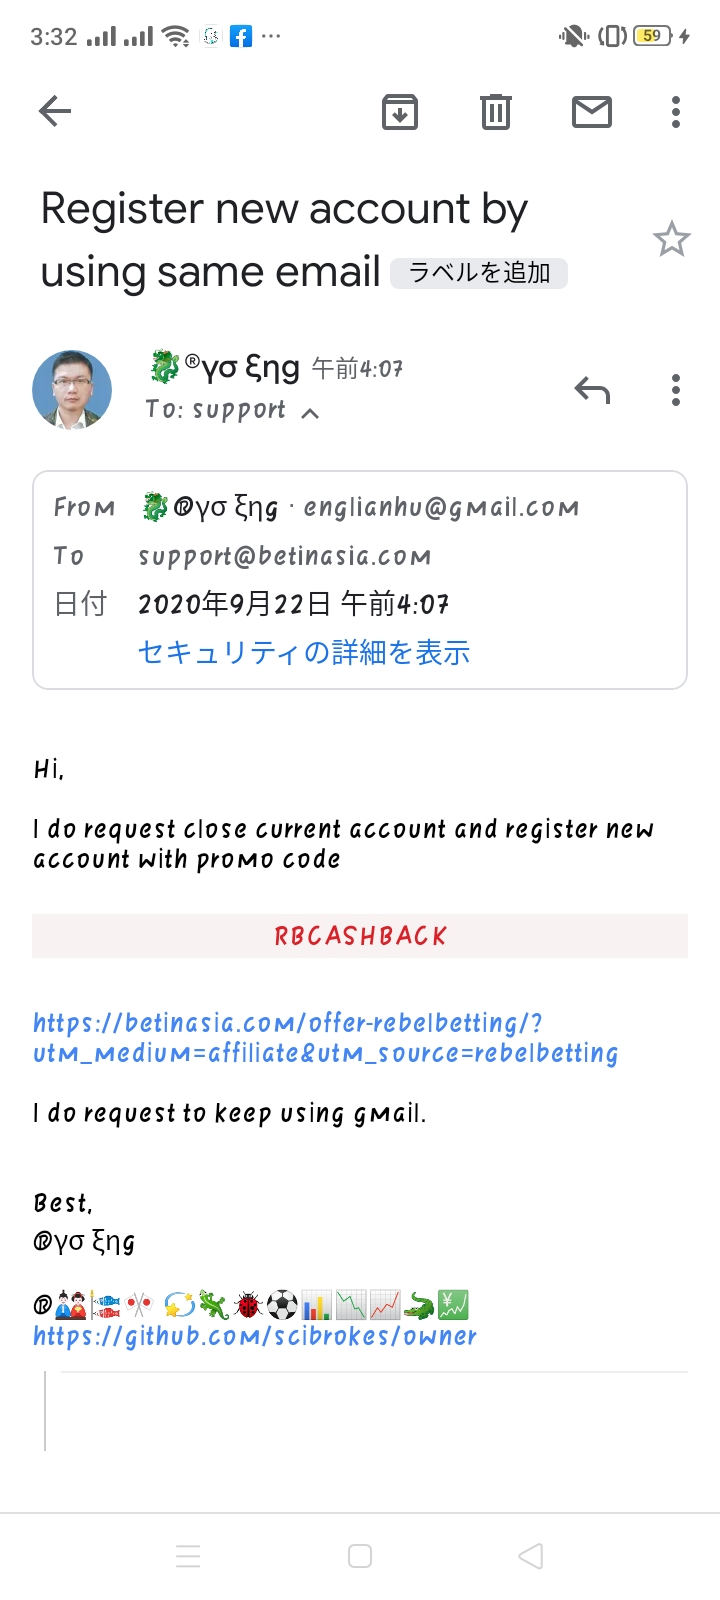 3:32
59
Register new account by
using same email ラベルを追加
🐉®γσ ξηg 午前4:07
To: support
From 🐉®γσ ξηg · englianhu@gmail.com
To support@betinasia.com
日付 2020年9月22日 午前4:07
セキュリティの詳細を表示
Hi,
I do request close current account and register new
account with promo code
RBCASHBACK
https://betinasia.com/offer-rebelbetting/?
utm_medium=affiliate&utm_source=rebelbetting
I do request to keep using gmail.
Best,
®γσ ξηg
®🎎🎏🎌💫🦎🐞⚽📊📉📈🐊💹
https://github.com/scibrokes/owner